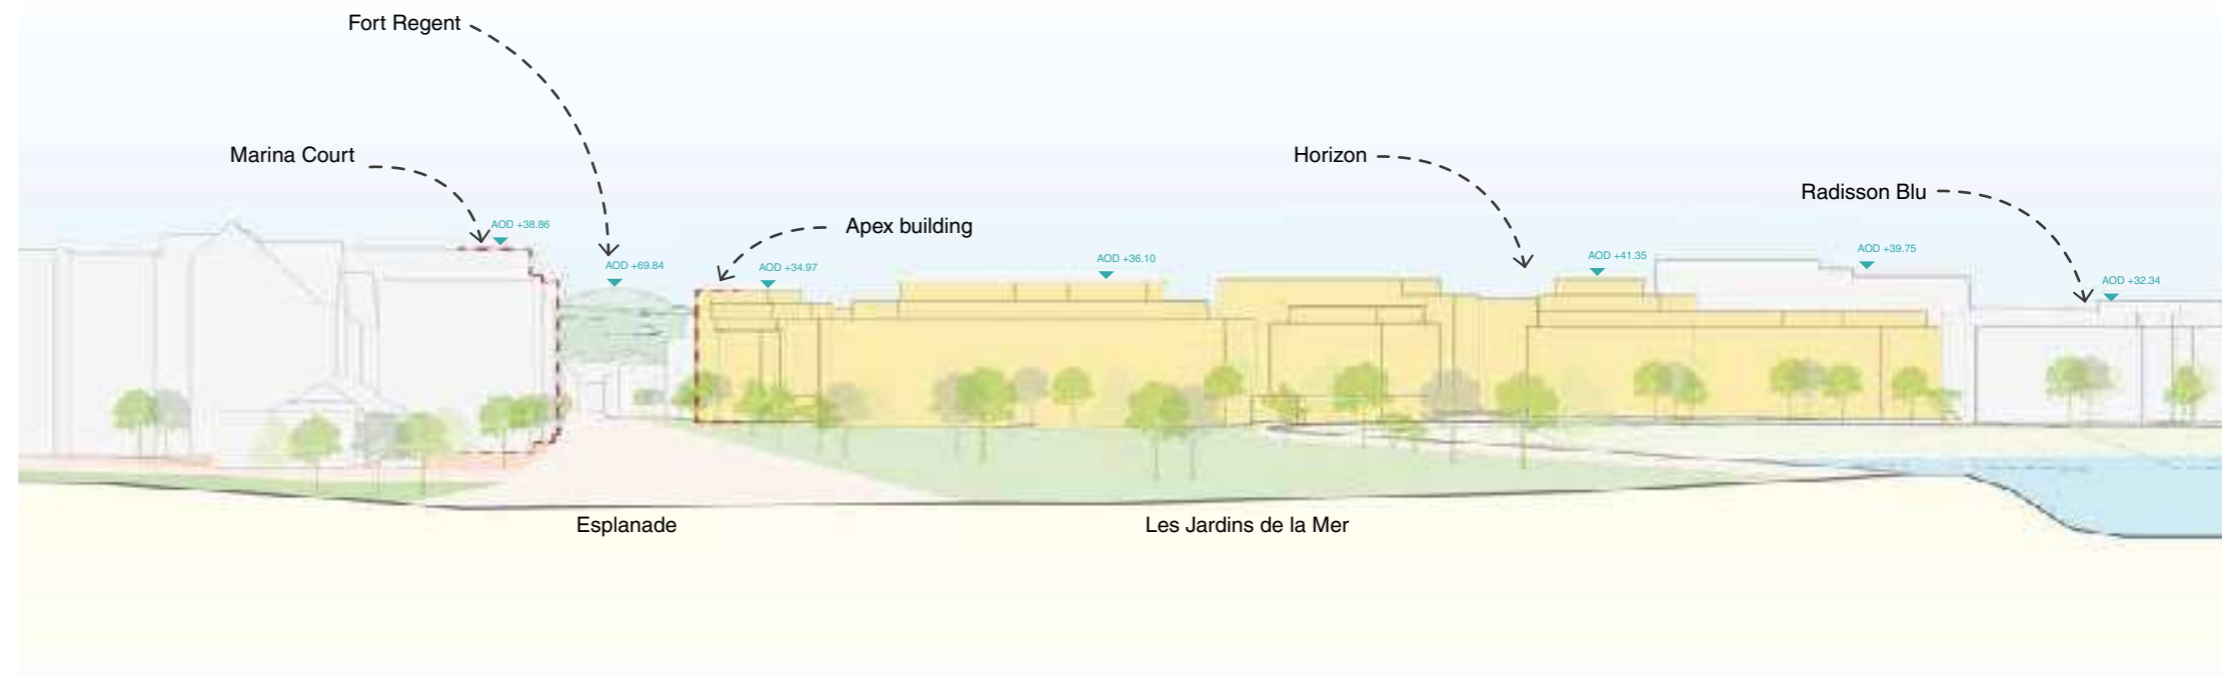 Fort Regent
Marina Court
Horizon
Radisson Blu
AOD +38.86
Apex building
AOD +69.84
AOD +34.97
AOD +36.10
AOD +41.35
AOD +39.75
AOD +32.34
Esplanade
Les Jardins de la Mer